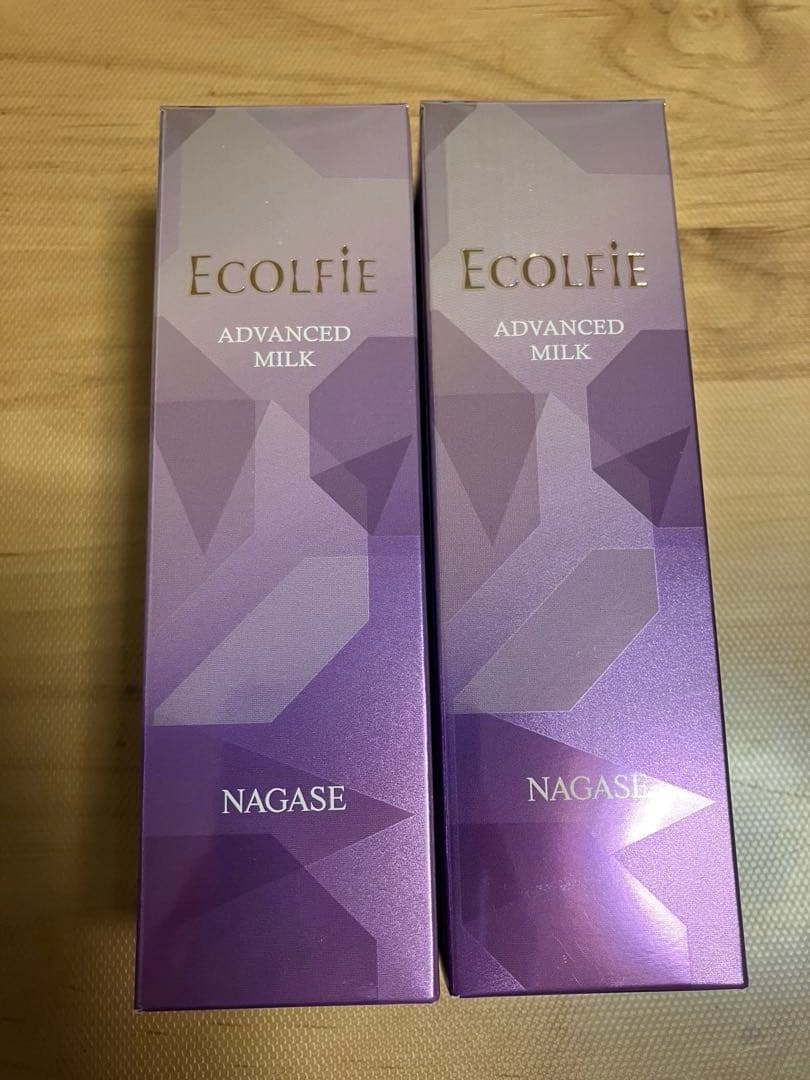 ECOLFiE
ADVANCED
MILK
NAGASE
ECOLFiE
ADVANCED
MILK
NAGASE